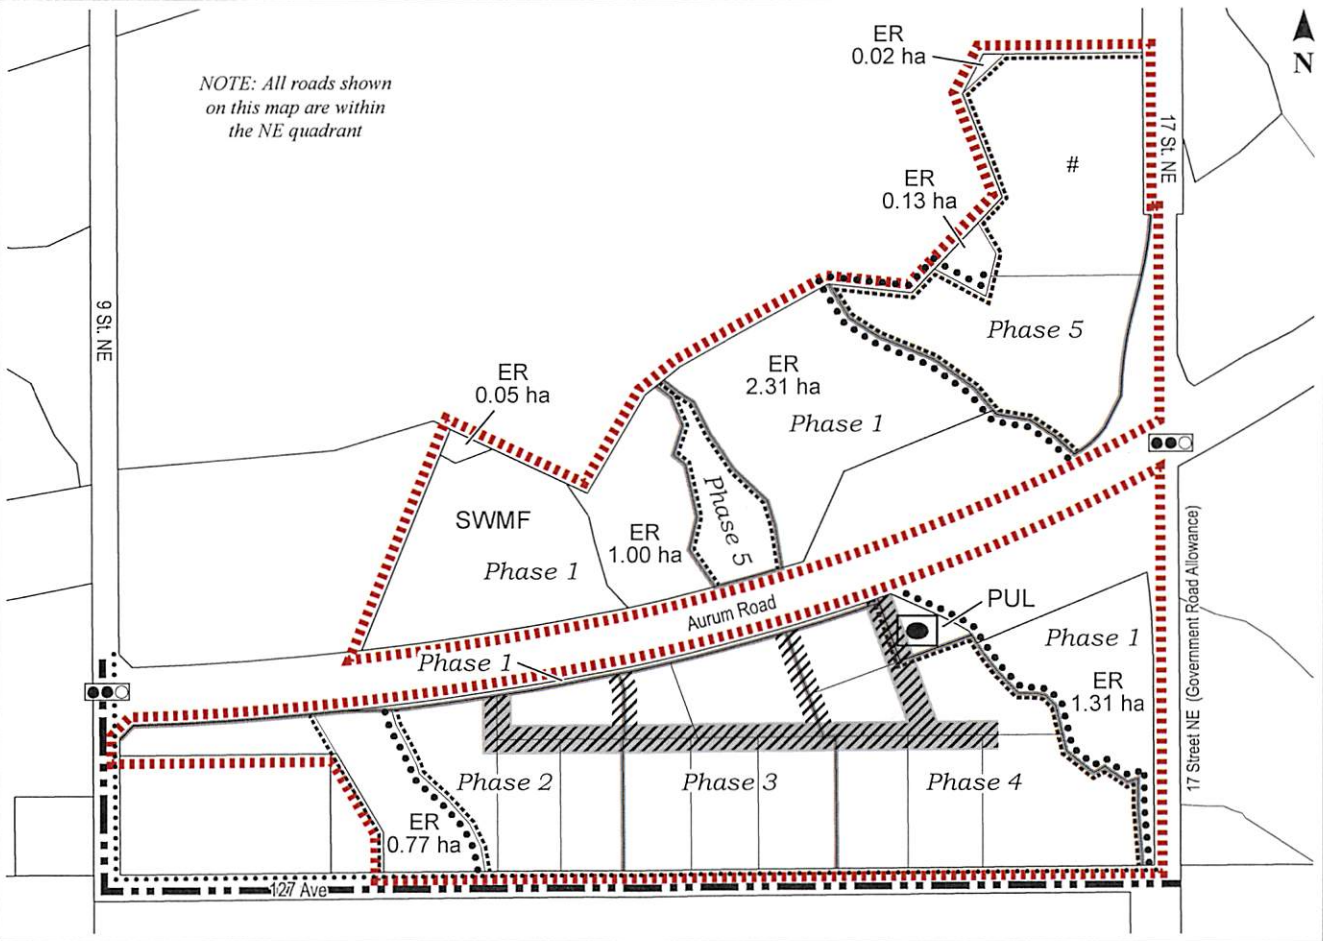 NOTE: All roads shown
on this map are within
the NE quadrant
ER
0.02 ha
N
17 St. NE
#
ER
0.13 ha
9 St. NE
Phase 5
ER
2.31 ha
Phase 1
ER
0.05 ha
SWMF
Phase 1
ER
1.00 ha
Phase 5
Aurum Road
PUL
Phase 1
Phase 1
ER
1.31 ha
17 Street NE (Government Road Allowance)
Phase 2
Phase 3
Phase 4
ER
0.77 ha
127 Ave